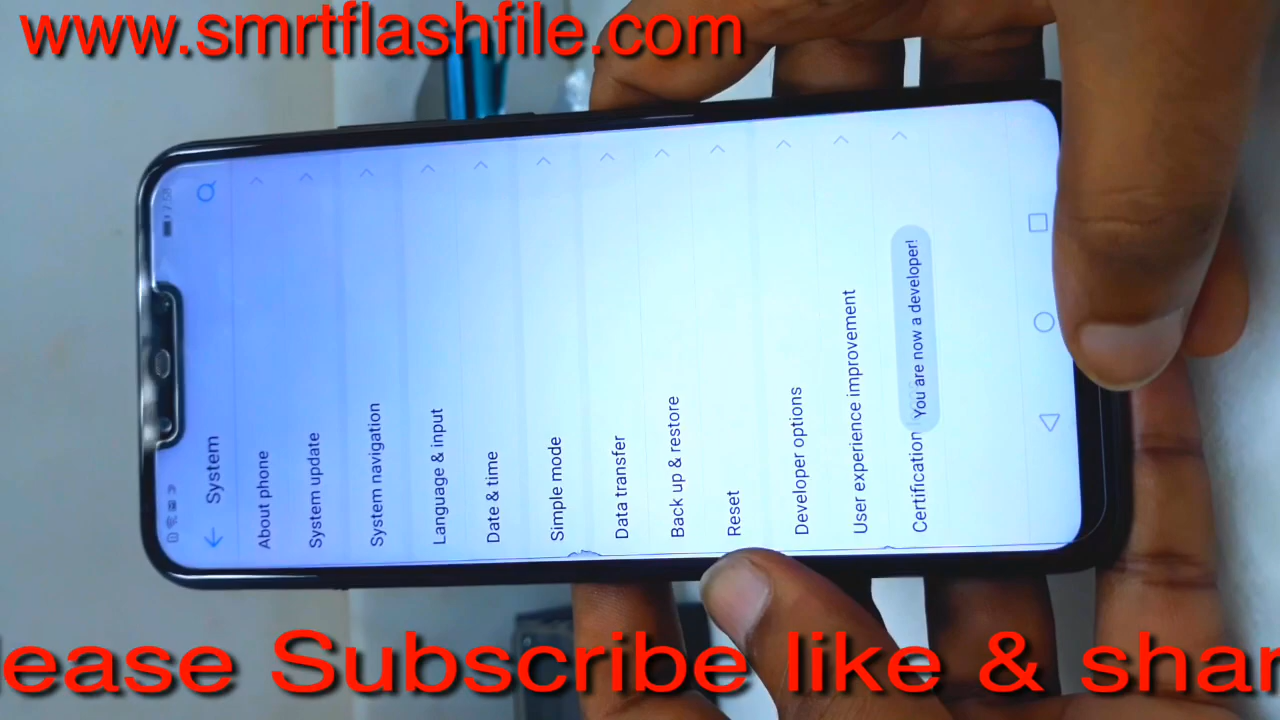 www.smrtflashfile.com
System
About phone
System update
System navigation
Language & input
Date & time
Simple mode
Data transfer
Back up & restore
Reset
Developer options
User experience improvement
Certification
You are now a developer!
lease Subscribe like & shar